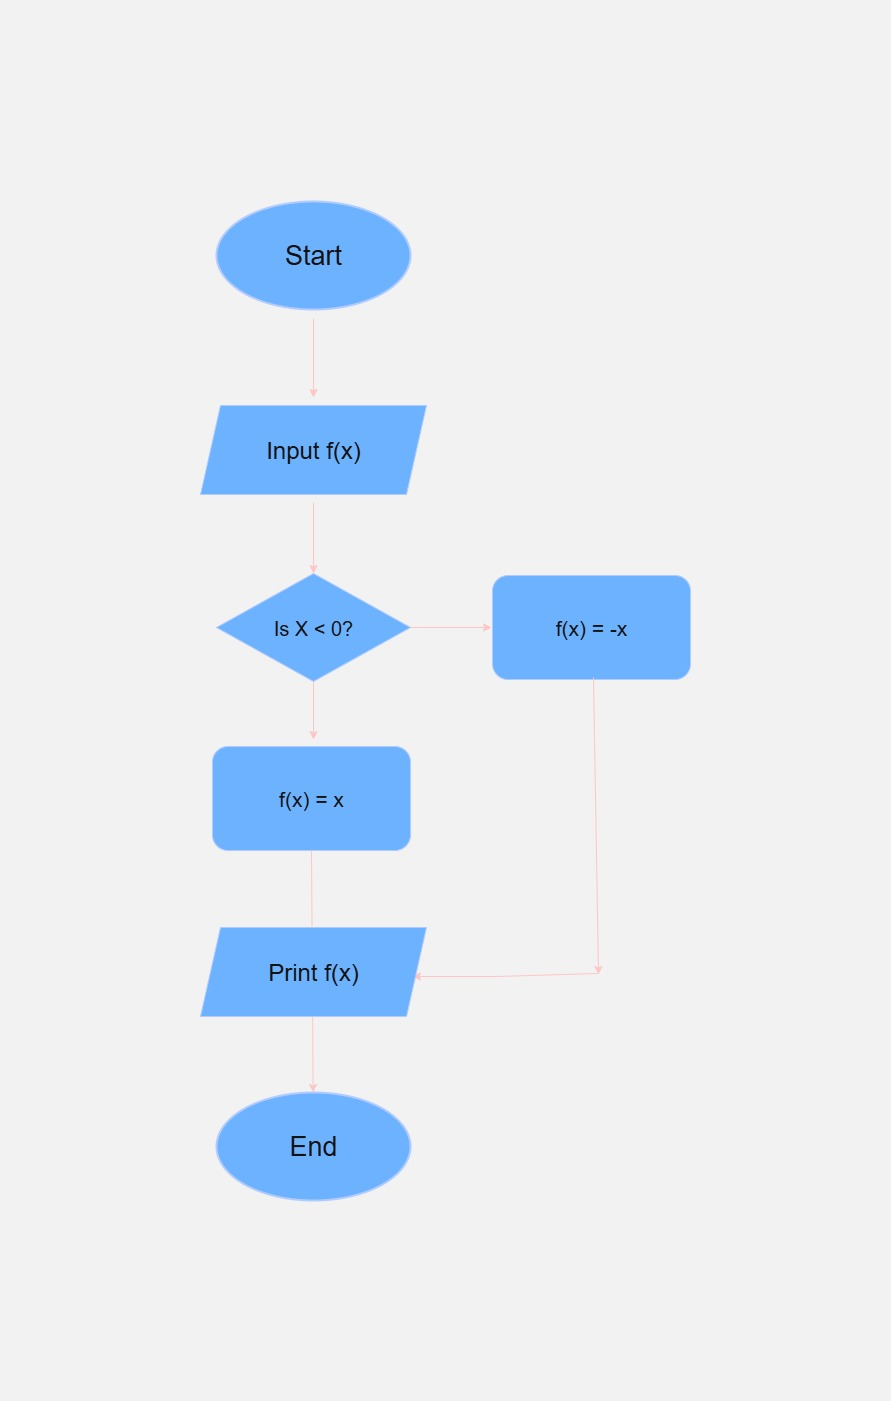 Start
Input f(x)
Is X < 0?
f(x) = -x
f(x) = x
Print f(x)
End